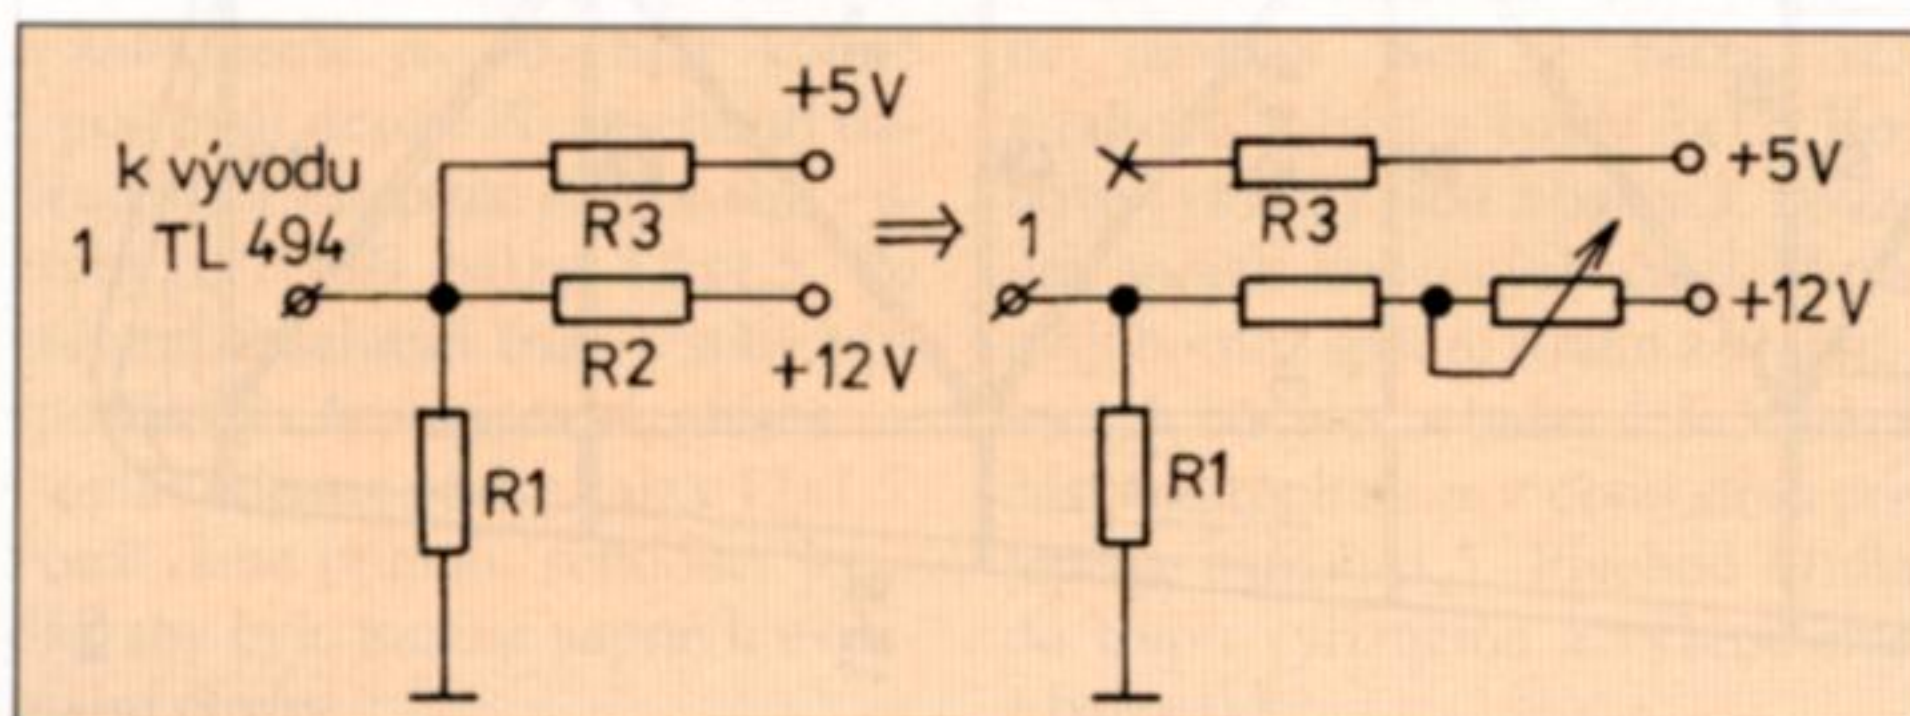 +5V
k vývodu
1 TL 494
R3
R2
+12V
R1
1
+5V
R3
+12V
R1